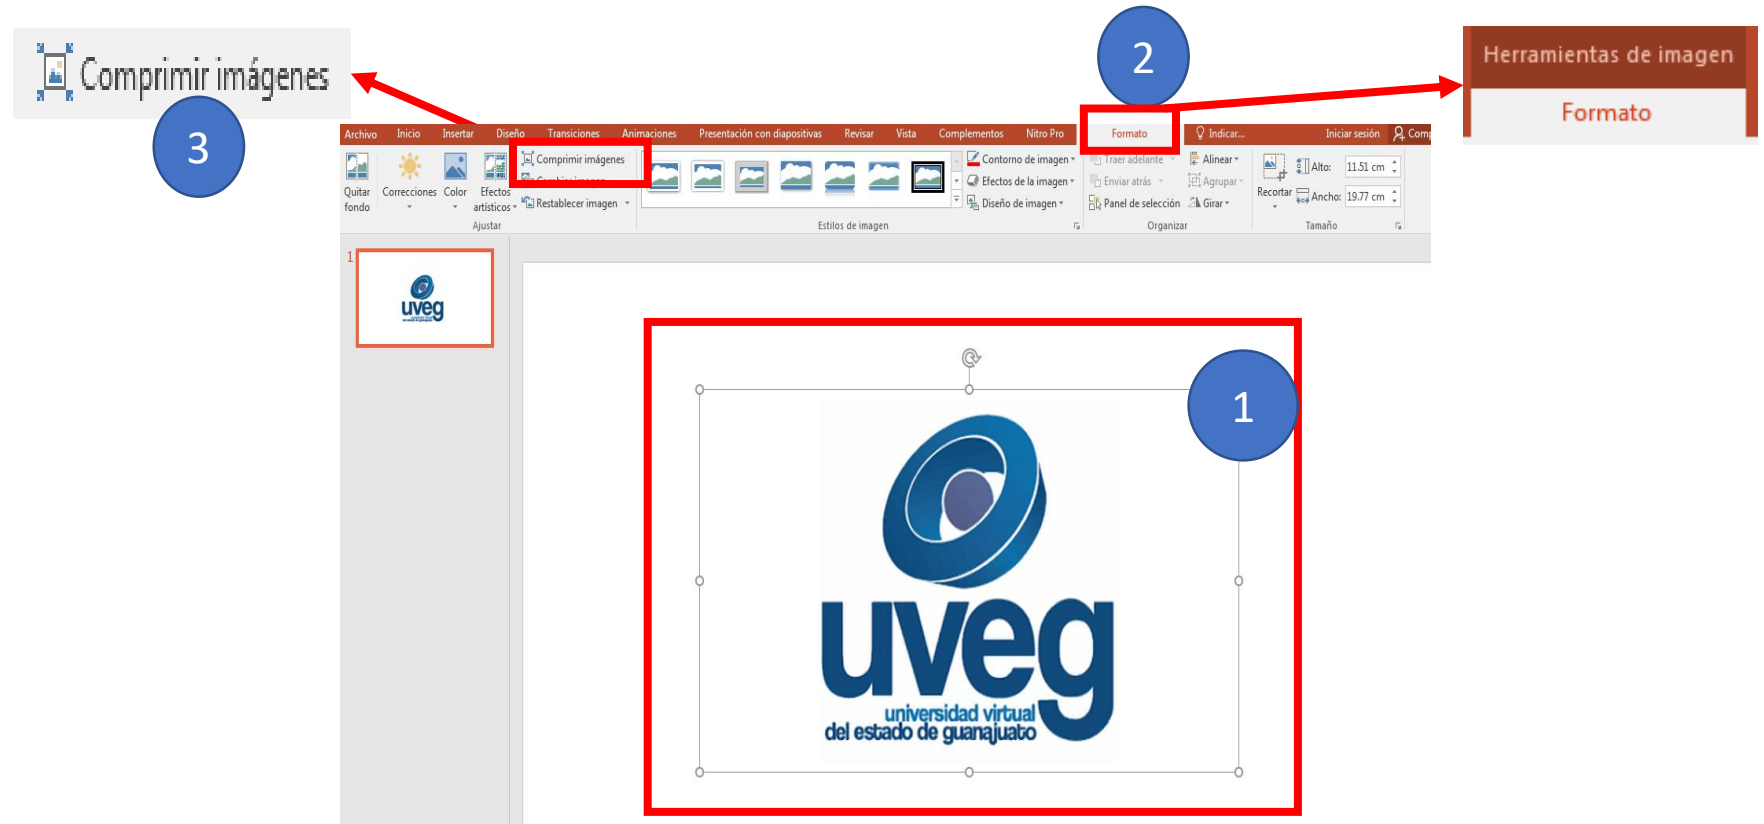 Comprimir imágenes
3
2
Herramientas de imagen
Formato
Archivo Inicio Insertar Diseño Transiciones Animaciones Presentación con diapositivas Revisar Vista Complementos Nitro Pro Formato Indicar... Iniciar sesión Comp
Quitar fondo
Correcciones
Color
Efectos artísticos
Comprimir imágenes
Restablecer imagen
Ajustar
Estilos de imagen
Contorno de imagen
Efectos de la imagen
Diseño de imagen
Traer adelante
Enviar atrás
Panel de selección
Alinear
Agrupar
Girar
Organizar
Recortar
Alto: 11.51 cm
Ancho: 19.77 cm
Tamaño
1
uveg
1
uveg
universidad virtual
del estado de guanajuato